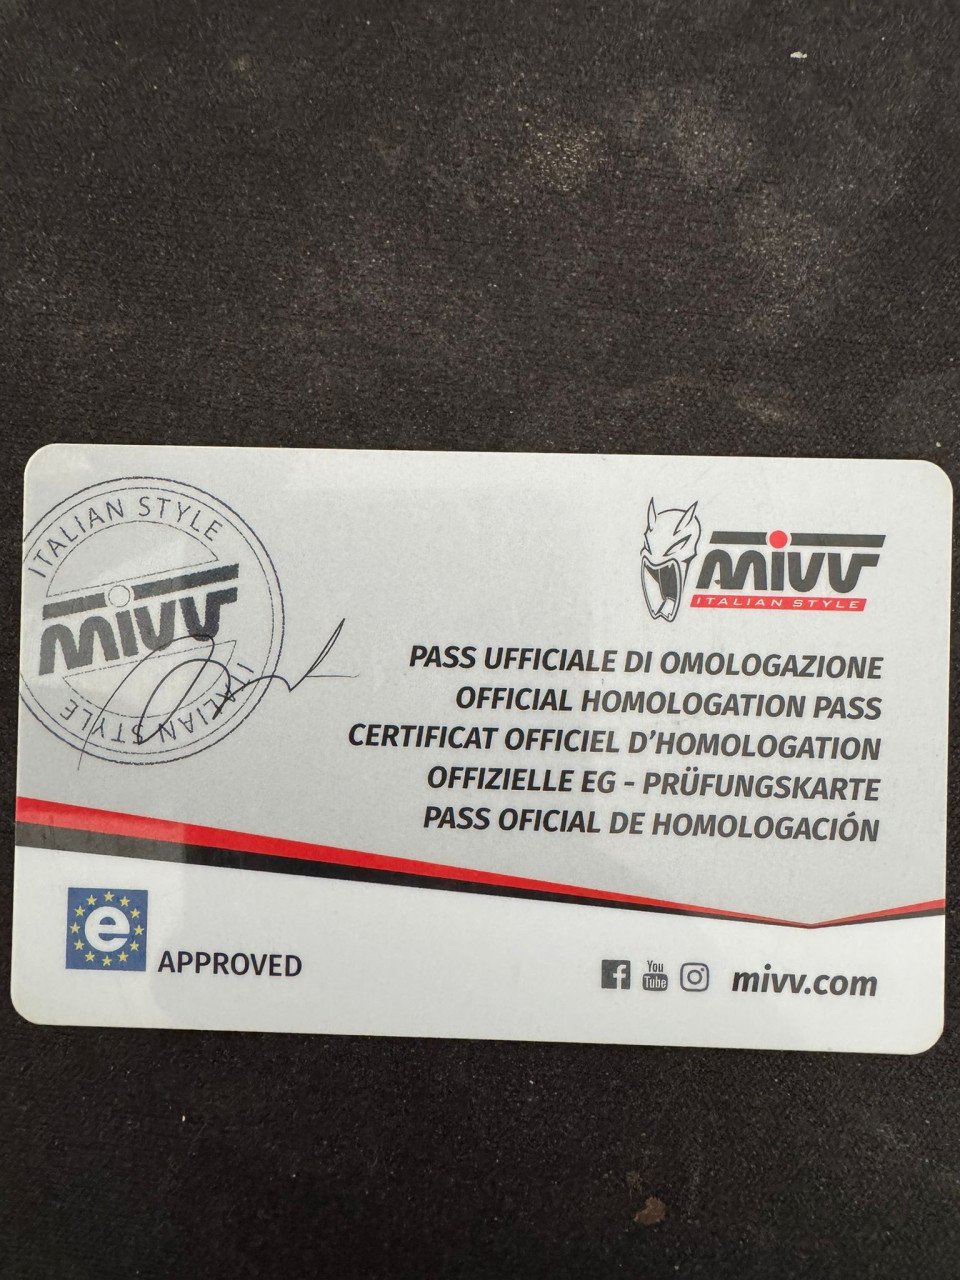 ITALIAN STYLE
mivv
ITALIAN STYLE
mivv
ITALIAN STYLE
PASS UFFICIALE DI OMOLOGAZIONE
OFFICIAL HOMOLOGATION PASS
CERTIFICAT OFFICIEL D'HOMOLOGATION
OFFIZIELLE EG - PRÜFUNGSKARTE
PASS OFICIAL DE HOMOLOGACIÓN
e
APPROVED
f
You
Tube
mivv.com